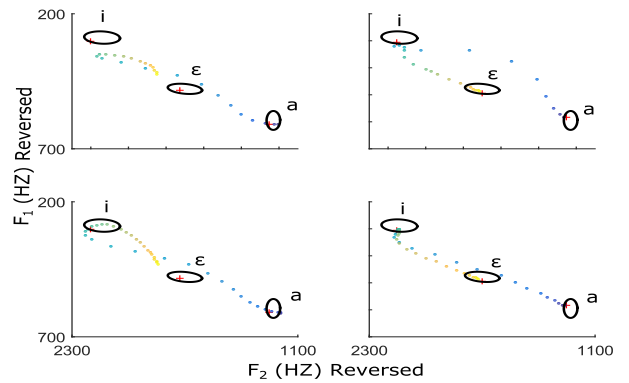 200
i
i
ε
ε
a
a
700
F₁ (HZ) Reversed
200
i
i
ε
ε
a
a
700
2300
1100
2300
1100
F₂ (HZ) Reversed